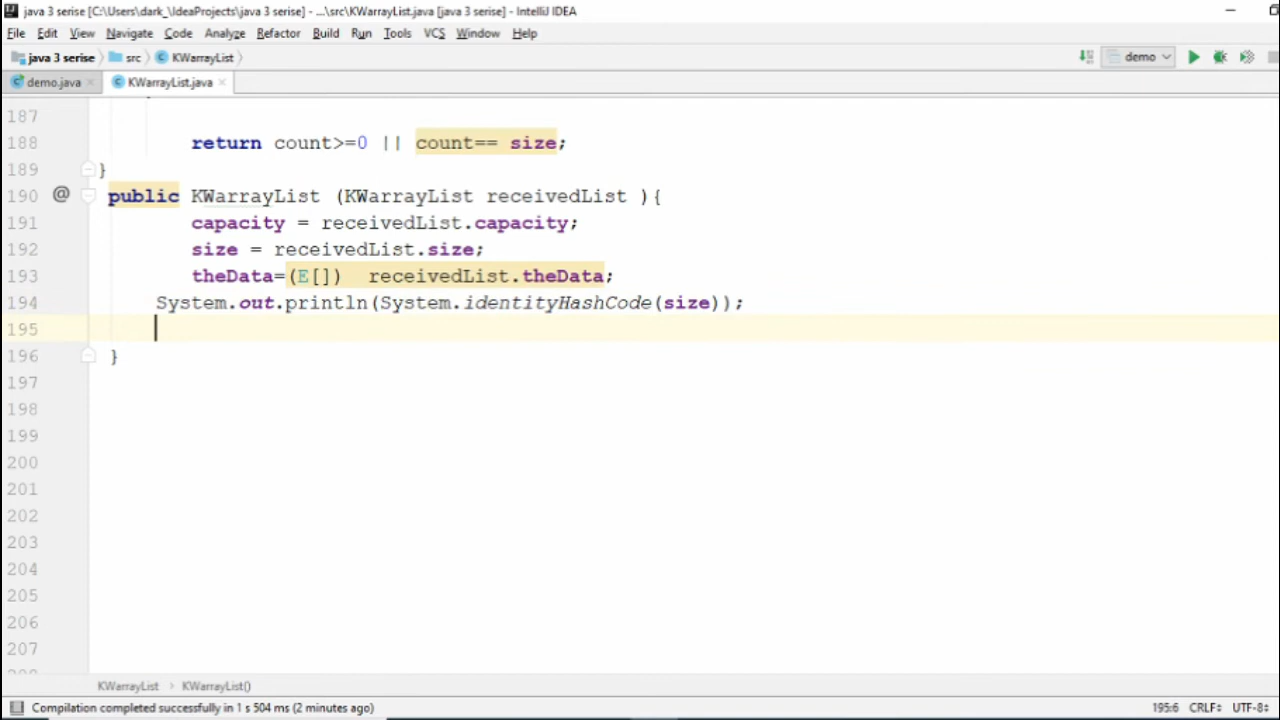 java 3 serise [C:\Users\dark_\IdeaProjects\java 3 serise] - ...\src\KWarrayList.java [java 3 serise] - IntelliJ IDEA
File Edit View Navigate Code Analyze Refactor Build Run Tools VCS Window Help
java 3 serise src KWarrayList demo
demo.java KWarrayList.java
187
188 return count>=0 || count== size;
189 }
190 @ public KWarrayList (KWarrayList receivedList ){
191 capacity = receivedList.capacity;
192 size = receivedList.size;
193 theData=(E[]) receivedList.theData;
194 System.out.println(System.identityHashCode(size));
195
196 }
197
198
199
200
201
202
203
204
205
206
207
KWarrayList KWarrayList()
Compilation completed successfully in 1 s 504 ms (2 minutes ago) 195:6 CRLF UTF-8